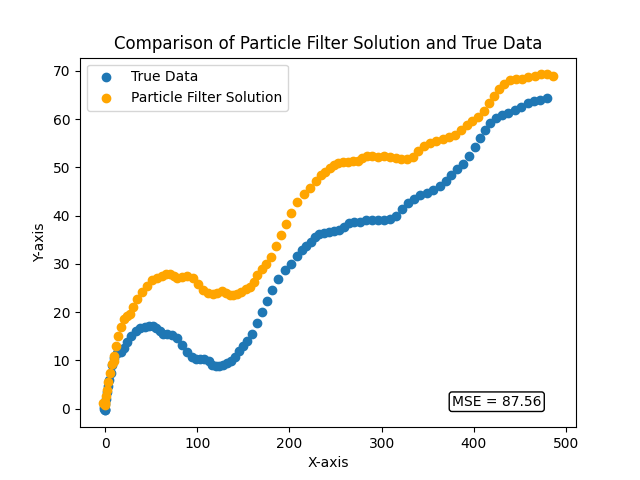 Comparison of Particle Filter Solution and True Data
True Data
Particle Filter Solution
Y-axis
70
60
50
40
30
20
10
0
MSE = 87.56
0 100 200 300 400 500
X-axis